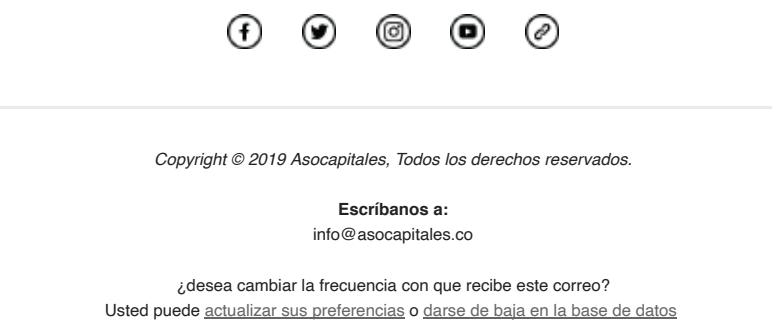 Copyright © 2019 Asocapitales, Todos los derechos reservados.
Escríbanos a:
info@asocapitales.co
¿desea cambiar la frecuencia con que recibe este correo?
Usted puede actualizar sus preferencias o darse de baja en la base de datos